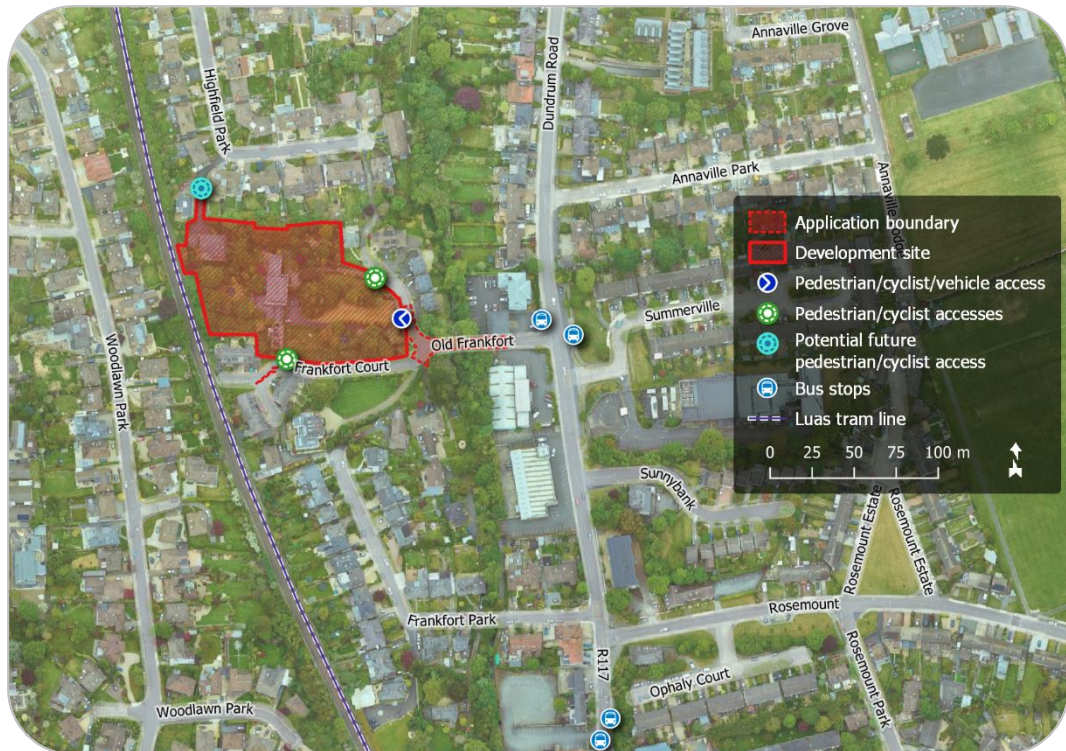 Annaville Grove
Highfield Park
Dundrum Road
Annaville Park
Application boundary
Development site
Pedestrian/cyclist/vehicle access
Pedestrian/cyclist accesses
Potential future
pedestrian/cyclist access
Bus stops
Luas tram line
0 25 50 75 100 m
Summerville
Old Frankfort
Frankfort Court
Woodlawn Park
Sunnybank
Rosemount Estate
Rosemount Estate
Rosemount
Frankfort Park
R117
Ophaly Court
Rosemount Park
Woodlawn Park